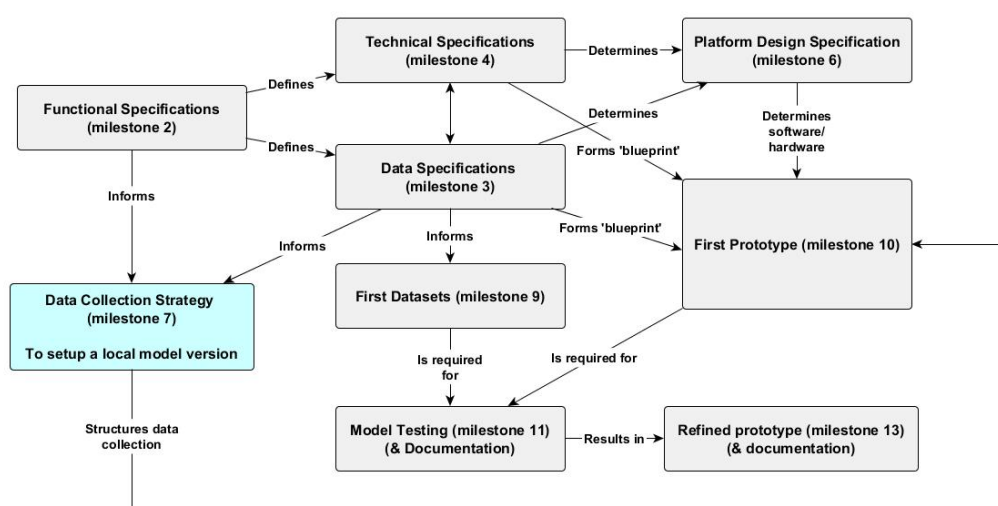 Technical Specifications
(milestone 4)
Determines
Platform Design Specification
(milestone 6)
Defines
Functional Specifications
(milestone 2)
Determines
Determines
software/
hardware
Defines
Forms 'blueprint'
Data Specifications
(milestone 3)
Informs
Forms 'blueprint'
First Prototype (milestone 10)
Informs
Informs
Data Collection Strategy
(milestone 7)
To setup a local model version
First Datasets (milestone 9)
Is required
for
Is required for
Structures data
collection
Model Testing (milestone 11)
(& Documentation)
Results in
Refined prototype (milestone 13)
(& documentation)